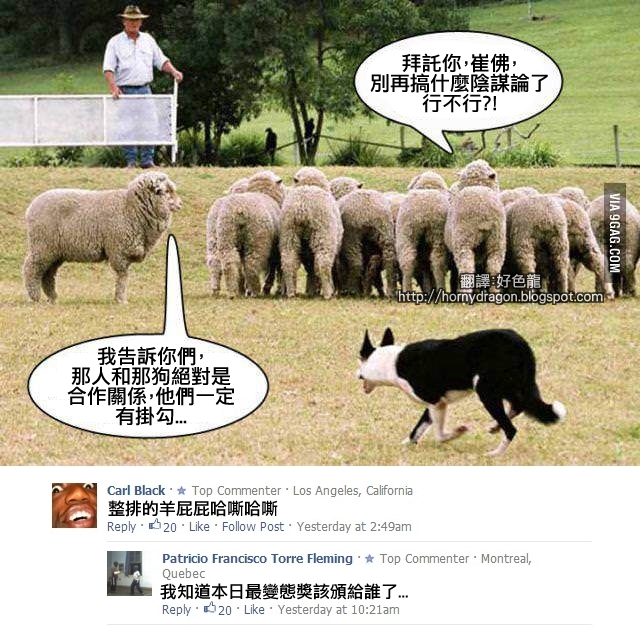 拜託你,崔佛,
別再搞什麼陰謀論了
行不行?!
VIA 9GAG.COM
翻譯:好色龍
http://hornydragon.blogspot.com
我告訴你們,
那人和那狗絕對是
合作關係,他們一定
有掛勾...
Carl Black · Top Commenter · Los Angeles, California
整排的羊屁屁哈嘶哈嘶
Reply · 20 · Like · Follow Post · Yesterday at 2:49am
Patricio Francisco Torre Fleming · Top Commenter · Montreal,
Quebec
我知道本日最變態獎該頒給誰了...
Reply · 20 · Like · Yesterday at 10:21am